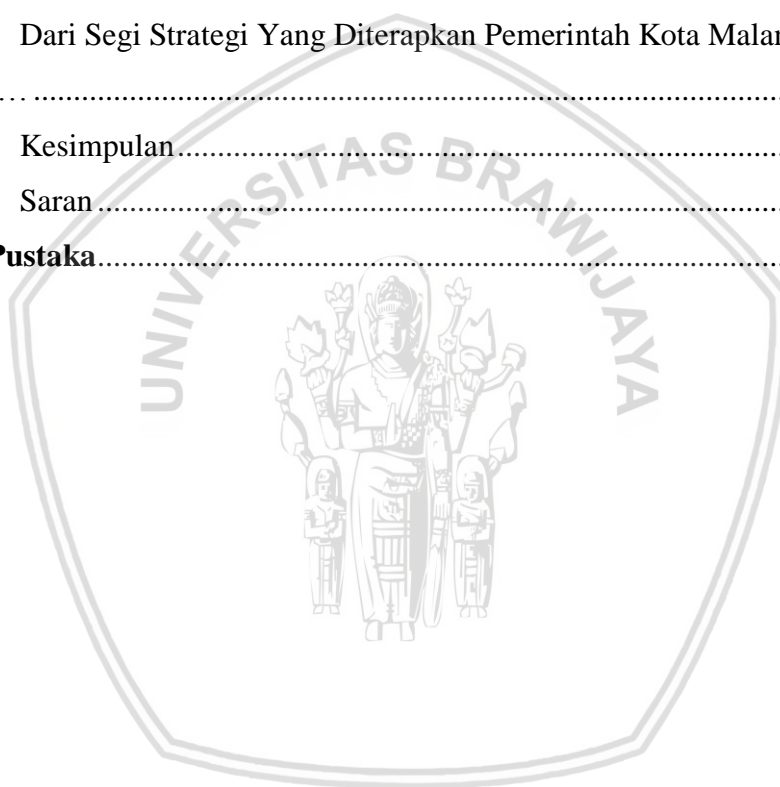 Dari Segi Strategi Yang Diterapkan Pemerintah Kota Malan
... ........................................................................................
Kesimpulan............................................................................
Saran......................................................................................
Pustaka......................................................................................
UNIVERSITAS BRAWIJAYA